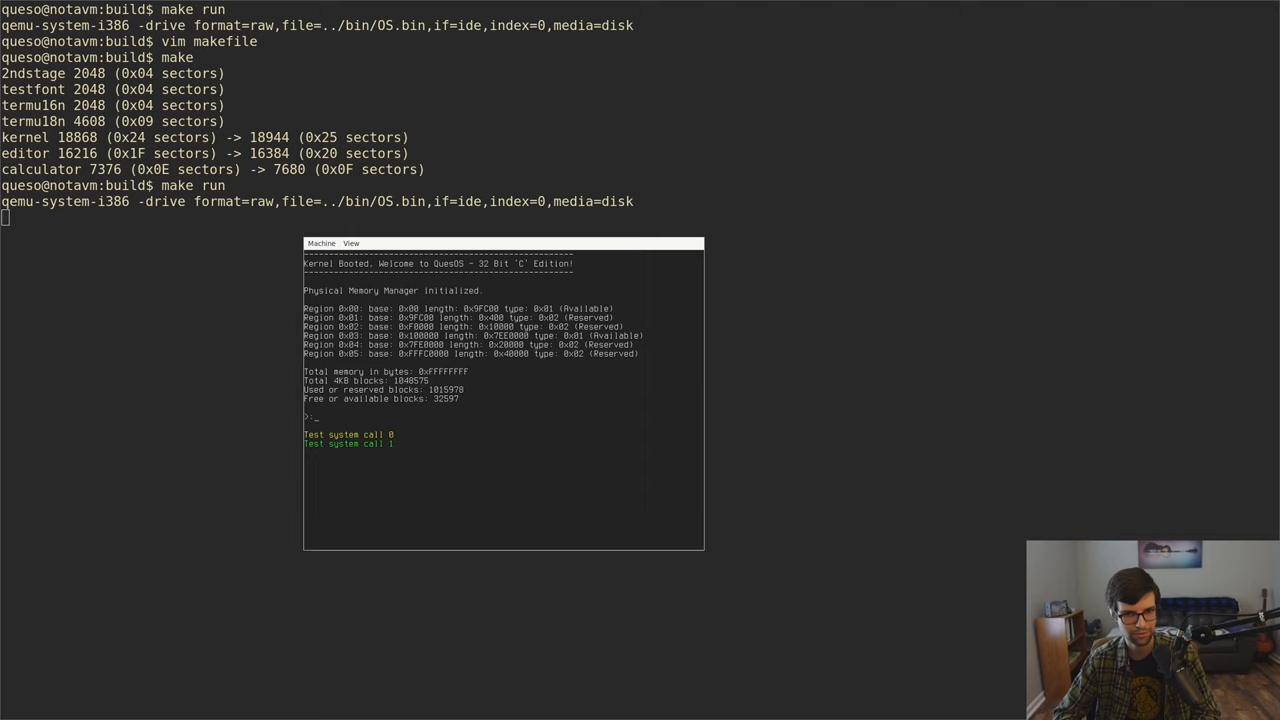 queso@notavm:build$ make run
qemu-system-i386 -drive format=raw,file=../bin/OS.bin,if=ide,index=0,media=disk
queso@notavm:build$ vim makefile
queso@notavm:build$ make
2ndstage 2048 (0x04 sectors)
testfont 2048 (0x04 sectors)
termu16n 2048 (0x04 sectors)
termu18n 4608 (0x09 sectors)
kernel 18868 (0x24 sectors) -> 18944 (0x25 sectors)
editor 16216 (0x1F sectors) -> 16384 (0x20 sectors)
calculator 7376 (0x0E sectors) -> 7680 (0x0F sectors)
queso@notavm:build$ make run
qemu-system-i386 -drive format=raw,file=../bin/OS.bin,if=ide,index=0,media=disk
Machine View
------------------------------------------------------
Kernel Booted, Welcome to QuesOS - 32 Bit 'C' Edition!
------------------------------------------------------
Physical Memory Manager initialized.
Region 0x00: base: 0x00 length: 0x9FC00 type: 0x01 (Available)
Region 0x01: base: 0x9FC00 length: 0x400 type: 0x02 (Reserved)
Region 0x02: base: 0xF0000 length: 0x10000 type: 0x02 (Reserved)
Region 0x03: base: 0x100000 length: 0x7EE0000 type: 0x01 (Available)
Region 0x04: base: 0x7FE0000 length: 0x20000 type: 0x02 (Reserved)
Region 0x05: base: 0xFFFC0000 length: 0x40000 type: 0x02 (Reserved)
Total memory in bytes: 0xFFFFFFFF
Total 4KB blocks: 1048575
Used or reserved blocks: 1015978
Free or available blocks: 32597
>:_
Test system call 0
Test system call 1